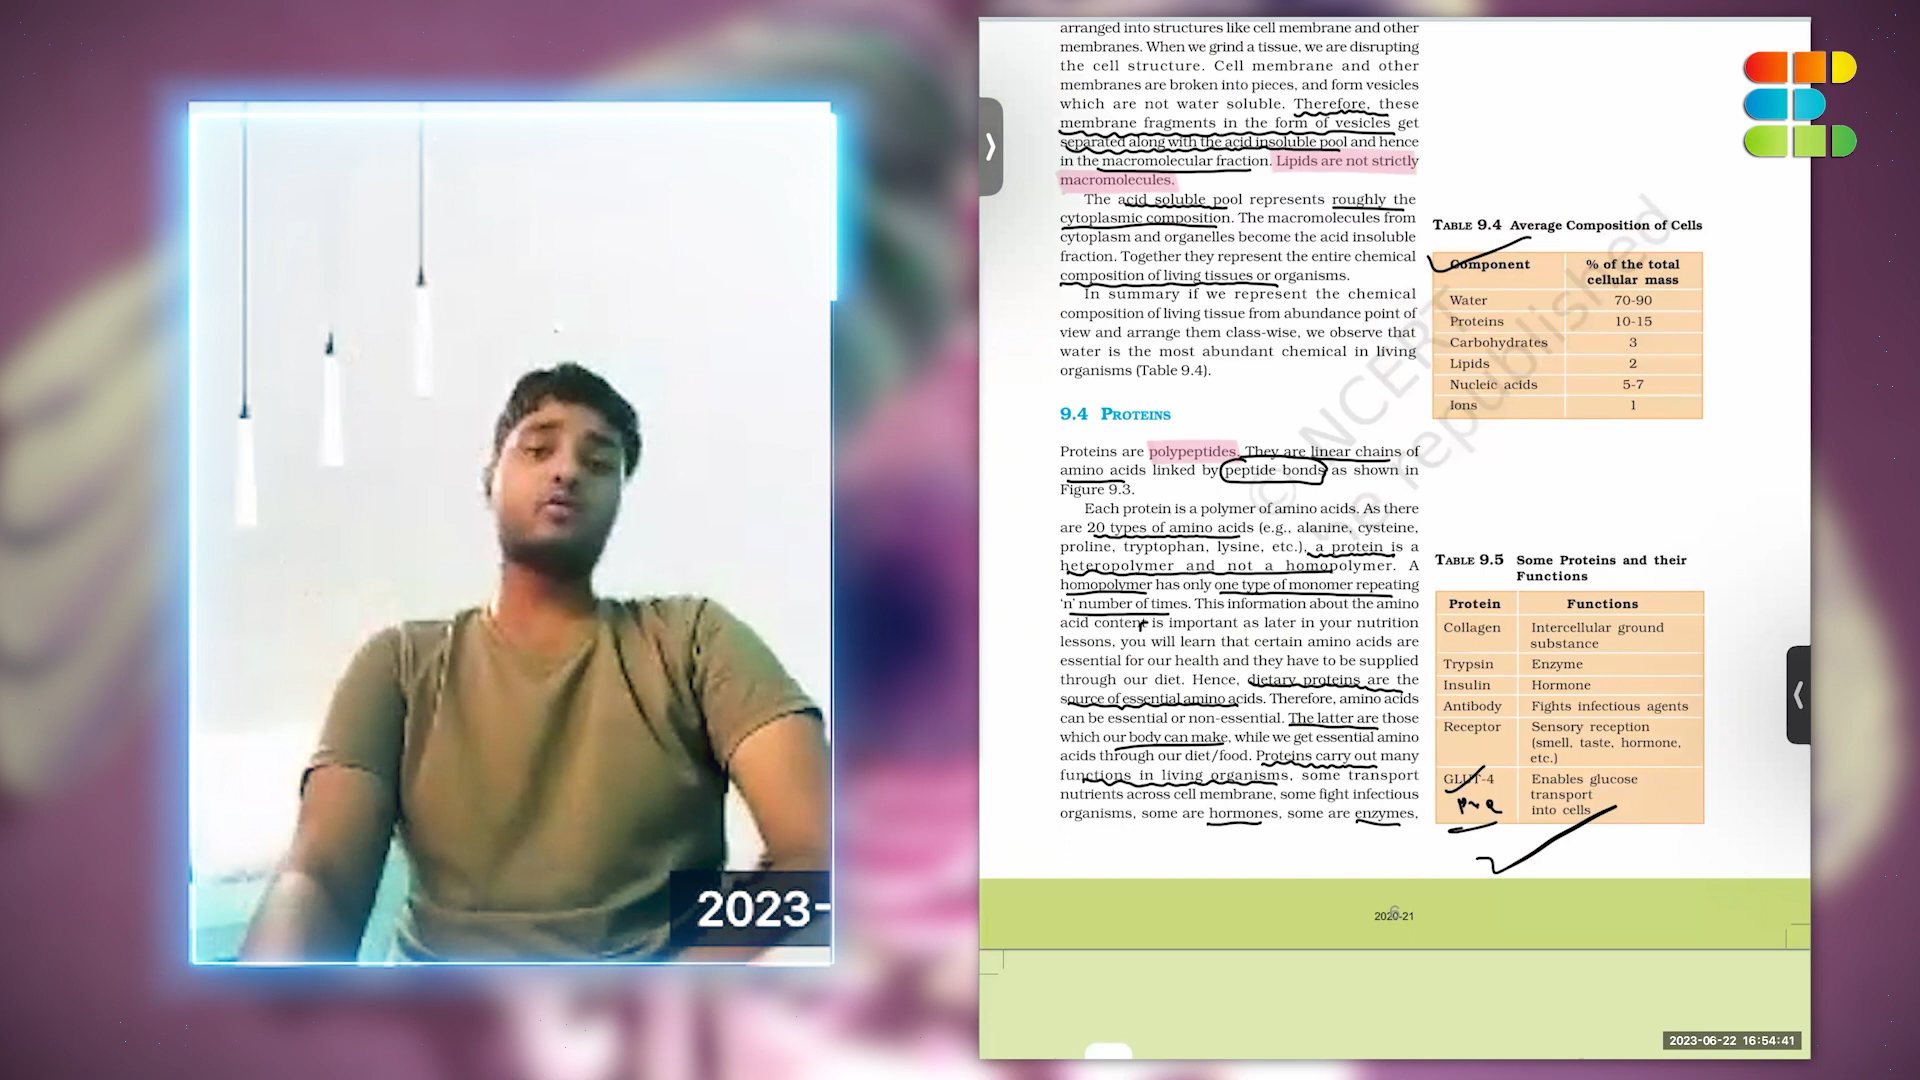 arranged into structures like cell membrane and other
membranes. When we grind a tissue, we are disrupting
the cell structure. Cell membrane and other
membranes are broken into pieces, and form vesicles
which are not water soluble. Therefore, these
membrane fragments in the form of vesicles get
separated along with the acid insoluble pool and hence
in the macromolecular fraction. Lipids are not strictly
macromolecules.
The acid soluble pool represents roughly the
cytoplasmic composition. The macromolecules from
cytoplasm and organelles become the acid insoluble
fraction. Together they represent the entire chemical
composition of living tissues or organisms.
In summary if we represent the chemical
composition of living tissue from abundance point of
view and arrange them class-wise, we observe that
water is the most abundant chemical in living
organisms (Table 9.4).
9.4 PROTEINS
Proteins are polypeptides. They are linear chains of
amino acids linked by peptide bonds as shown in
Figure 9.3.
Each protein is a polymer of amino acids. As there
are 20 types of amino acids (e.g., alanine, cysteine,
proline, tryptophan, lysine, etc.), a protein is a
heteropolymer and not a homopolymer. A
homopolymer has only one type of monomer repeating
'n' number of times. This information about the amino
acid content is important as later in your nutrition
lessons, you will learn that certain amino acids are
essential for our health and they have to be supplied
through our diet. Hence, dietary proteins are the
source of essential amino acids. Therefore, amino acids
can be essential or non-essential. The latter are those
which our body can make, while we get essential amino
acids through our diet/food. Proteins carry out many
functions in living organisms, some transport
nutrients across cell membrane, some fight infectious
organisms, some are hormones, some are enzymes,
TABLE 9.4 Average Composition of Cells
Component % of the total cellular mass
Water 70-90
Proteins 10-15
Carbohydrates 3
Lipids 2
Nucleic acids 5-7
Ions 1
TABLE 9.5 Some Proteins and their
Functions
Protein Functions
Collagen Intercellular ground
substance
Trypsin Enzyme
Insulin Hormone
Antibody Fights infectious agents
Receptor Sensory reception
(smell, taste, hormone,
etc.)
GLUT-4 Enables glucose
transport
into cells
© NCERT
be republished
2020-21
2023-
2023-06-22 16:54:41